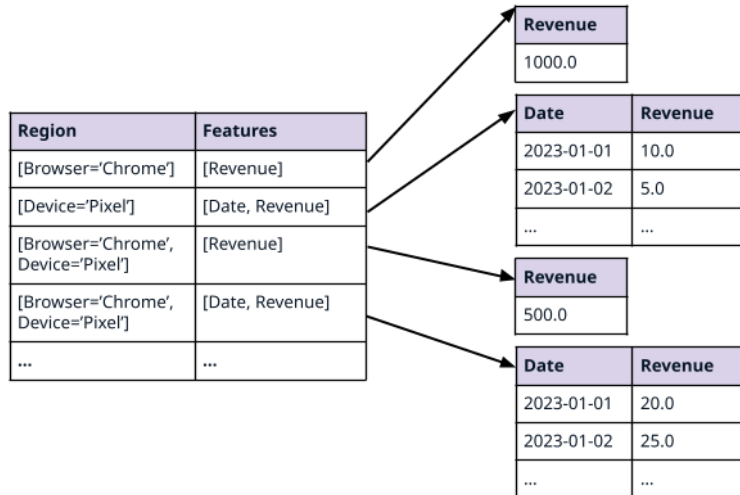 Region Features
[Browser=’Chrome’] [Revenue]
[Device=’Pixel’] [Date, Revenue]
[Browser=’Chrome’, [Revenue]
Device=’Pixel’]
[Browser=’Chrome’, [Date, Revenue]
Device=’Pixel’]
... ...
Revenue
1000.0
Date Revenue
2023-01-01 10.0
2023-01-02 5.0
... ...
Revenue
500.0
Date Revenue
2023-01-01 20.0
2023-01-02 25.0
... ...